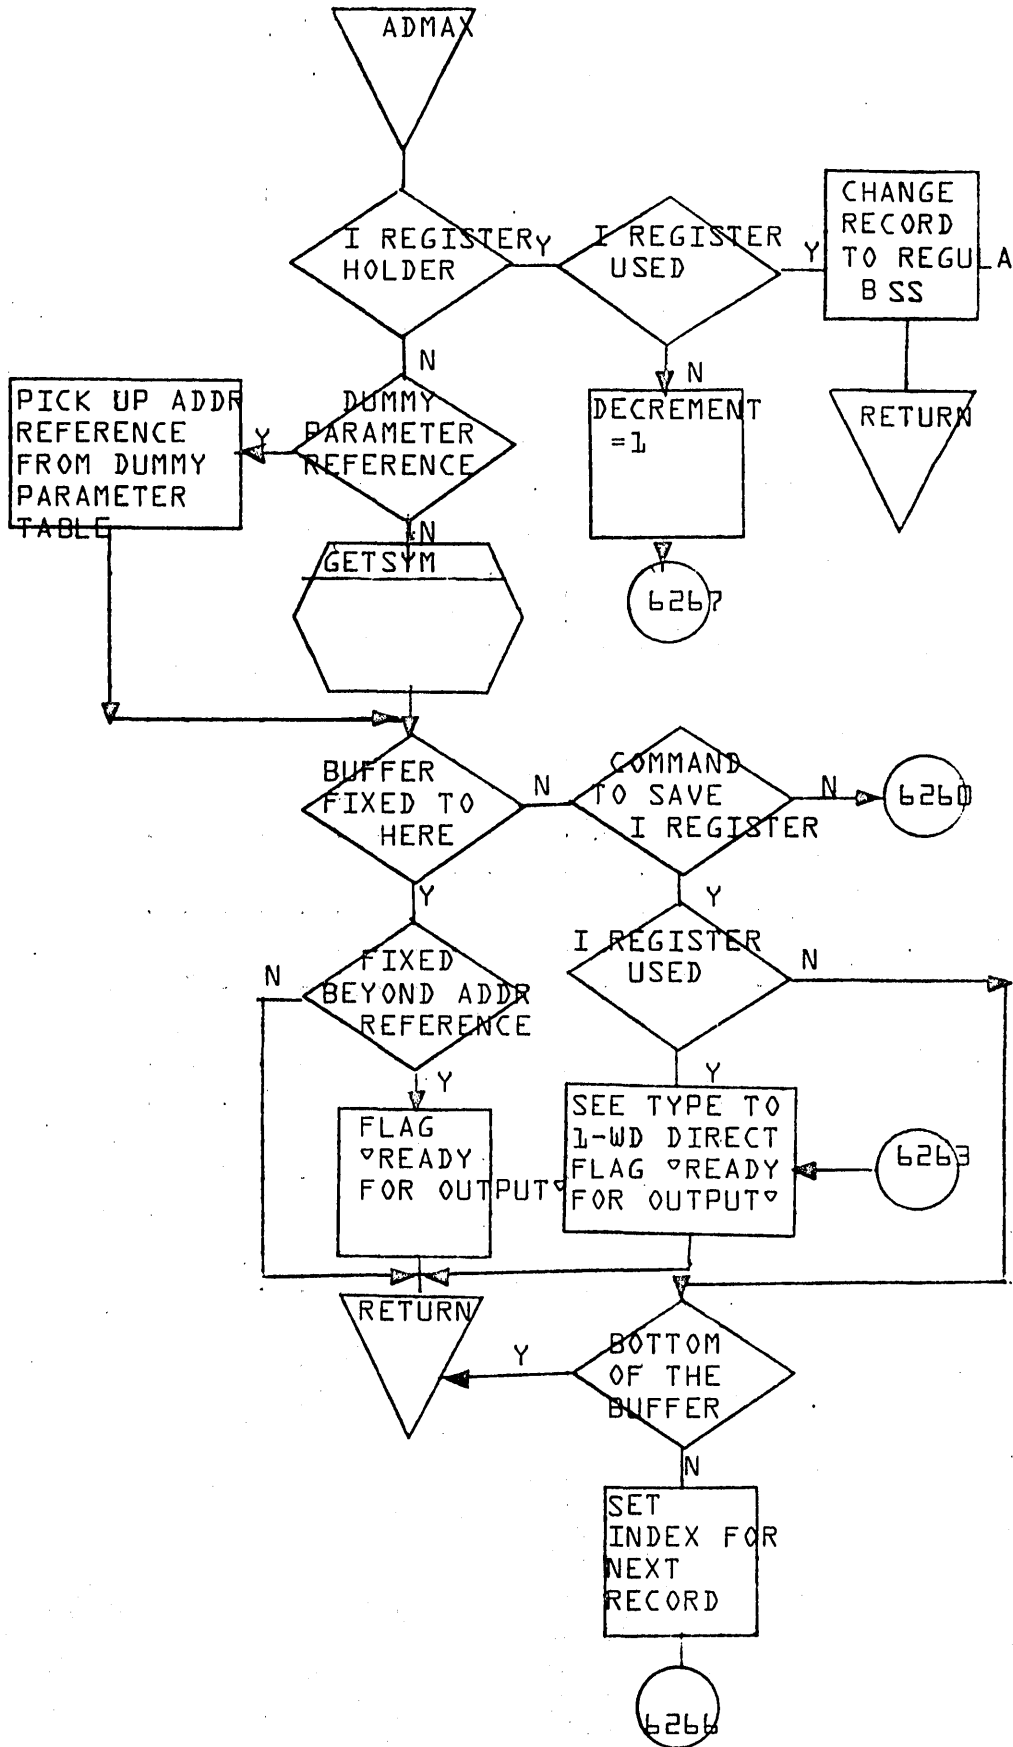 ADMAX
I REGISTER
HOLDER
Y
I REGISTER
USED
Y
CHANGE
RECORD
TO REGULA
BSS
RETURN
N
DECREMENT
=1
6267
N
DUMMY
PARAMETER
REFERENCE
Y
PICK UP ADDR
REFERENCE
FROM DUMMY
PARAMETER
TABLE
N
GETSYM
BUFFER
FIXED TO
HERE
N
COMMAND
TO SAVE
I REGISTER
N
6260
Y
FIXED
BEYOND ADDR
REFERENCE
N
Y
FLAG
▽READY
FOR OUTPUT▽
Y
I REGISTER
USED
N
Y
SEE TYPE TO
1-WD DIRECT
FLAG ▽READY
FOR OUTPUT▽
6263
RETURN
Y
BOTTOM
OF THE
BUFFER
N
SET
INDEX FOR
NEXT
RECORD
6266